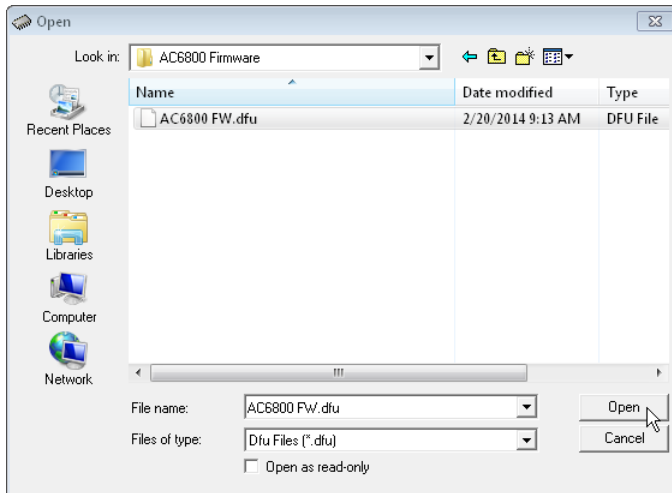 Open
Look in: AC6800 Firmware
Name Date modified Type
AC6800 FW.dfu 2/20/2014 9:13 AM DFU File
Recent Places
Desktop
Libraries
Computer
Network
File name: AC6800 FW.dfu Open
Files of type: Dfu Files (*.dfu) Cancel
Open as read-only